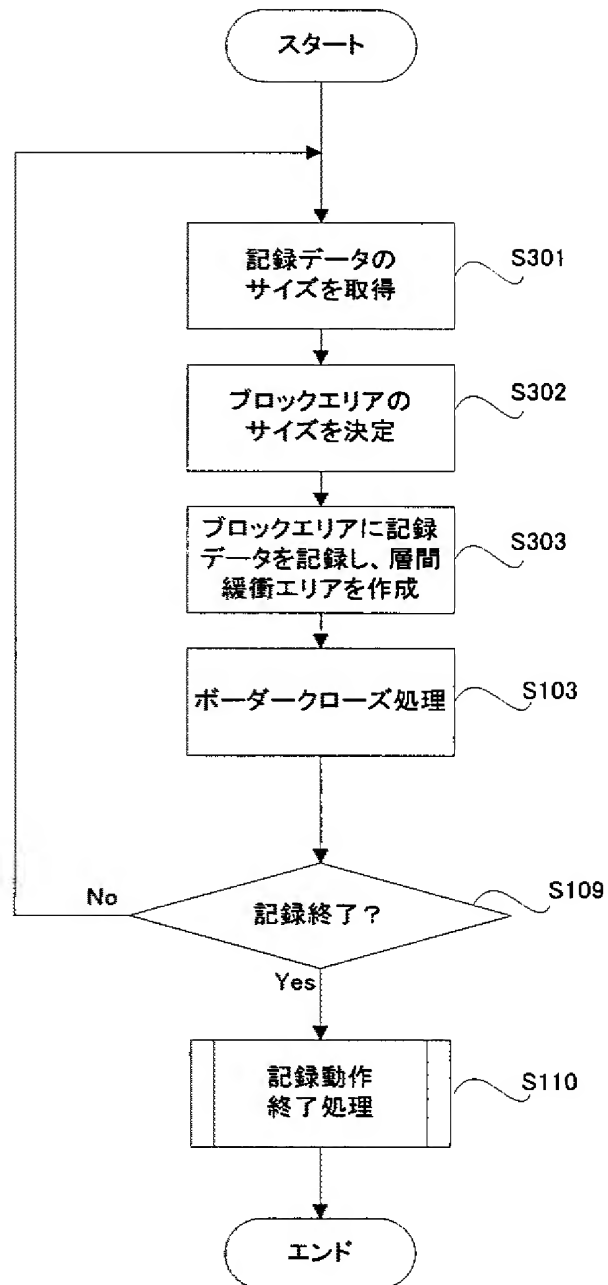 スタート
記録データの
サイズを取得
S301
ブロックエリアの
サイズを決定
S302
ブロックエリアに記録
データを記録し、層間
緩衝エリアを作成
S303
ボーダークローズ処理
S103
記録終了?
S109
No
Yes
記録動作
終了処理
S110
エンド